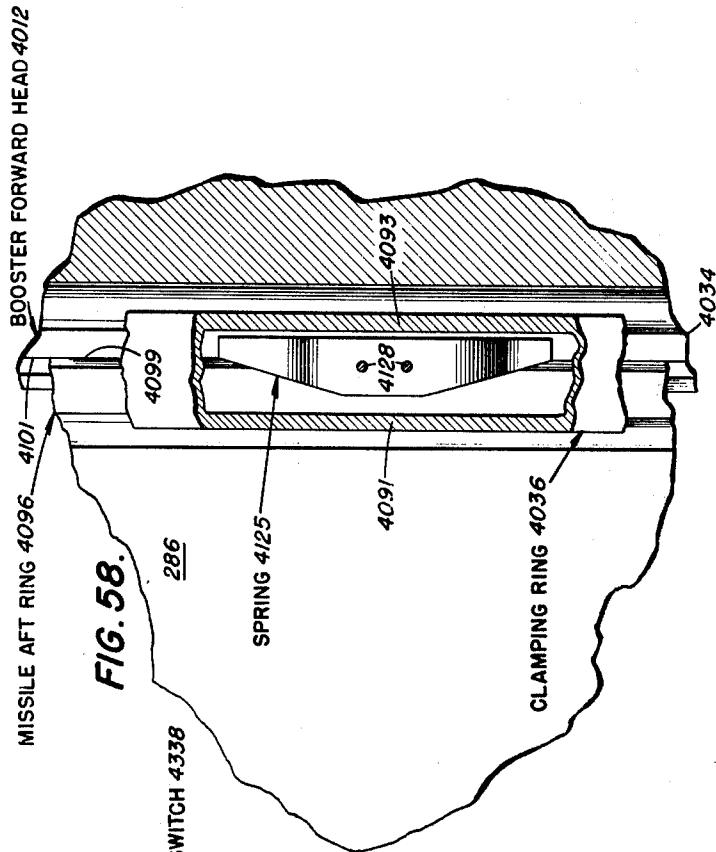 BOOSTER FORWARD HEAD 4012
MISSILE AFT RING 4096
4101
4099
4093
4034
FIG. 58.
286
4128
SPRING 4125
4091
CLAMPING RING 4036
SWITCH 4338